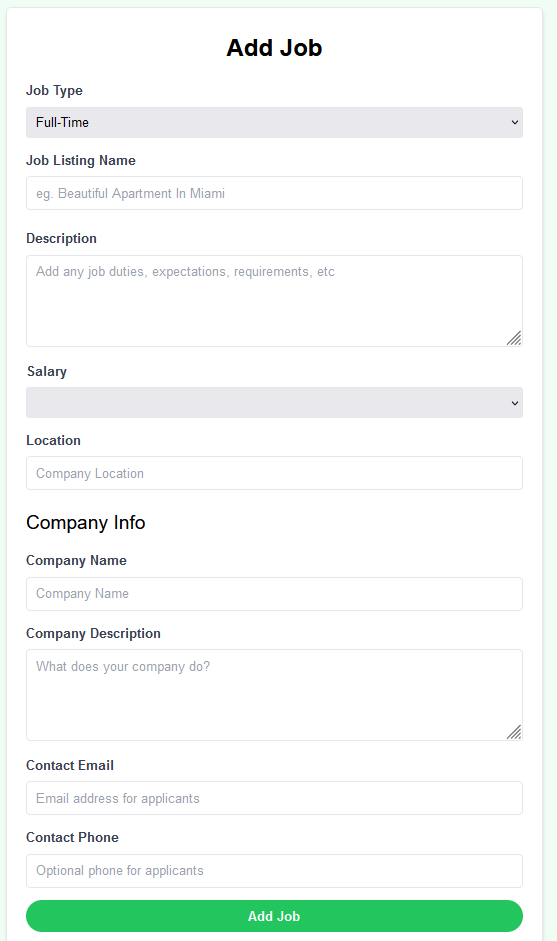 Add Job
Job Type
Full-Time
Job Listing Name
eg. Beautiful Apartment In Miami
Description
Add any job duties, expectations, requirements, etc
Salary
Location
Company Location
Company Info
Company Name
Company Name
Company Description
What does your company do?
Contact Email
Email address for applicants
Contact Phone
Optional phone for applicants
Add Job